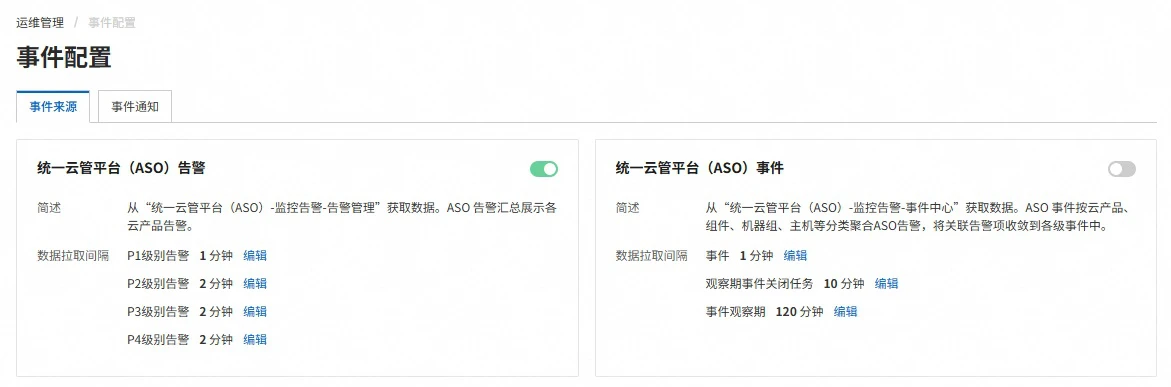 运维管理 / 事件配置
事件配置
事件来源 事件通知
统一云管平台（ASO）告警
简述 从“统一云管平台（ASO）-监控告警-告警管理”获取数据。ASO 告警汇总展示各
云产品告警。
数据拉取间隔 P1级别告警 1 分钟 编辑
P2级别告警 2 分钟 编辑
P3级别告警 2 分钟 编辑
P4级别告警 2 分钟 编辑
统一云管平台（ASO）事件
简述 从“统一云管平台（ASO）-监控告警-事件中心”获取数据。ASO 事件按云产品、
组件、机器组、主机等分类聚合ASO告警，将关联告警项收敛到各级事件中。
数据拉取间隔 事件 1 分钟 编辑
观察期事件关闭任务 10 分钟 编辑
事件观察期 120 分钟 编辑